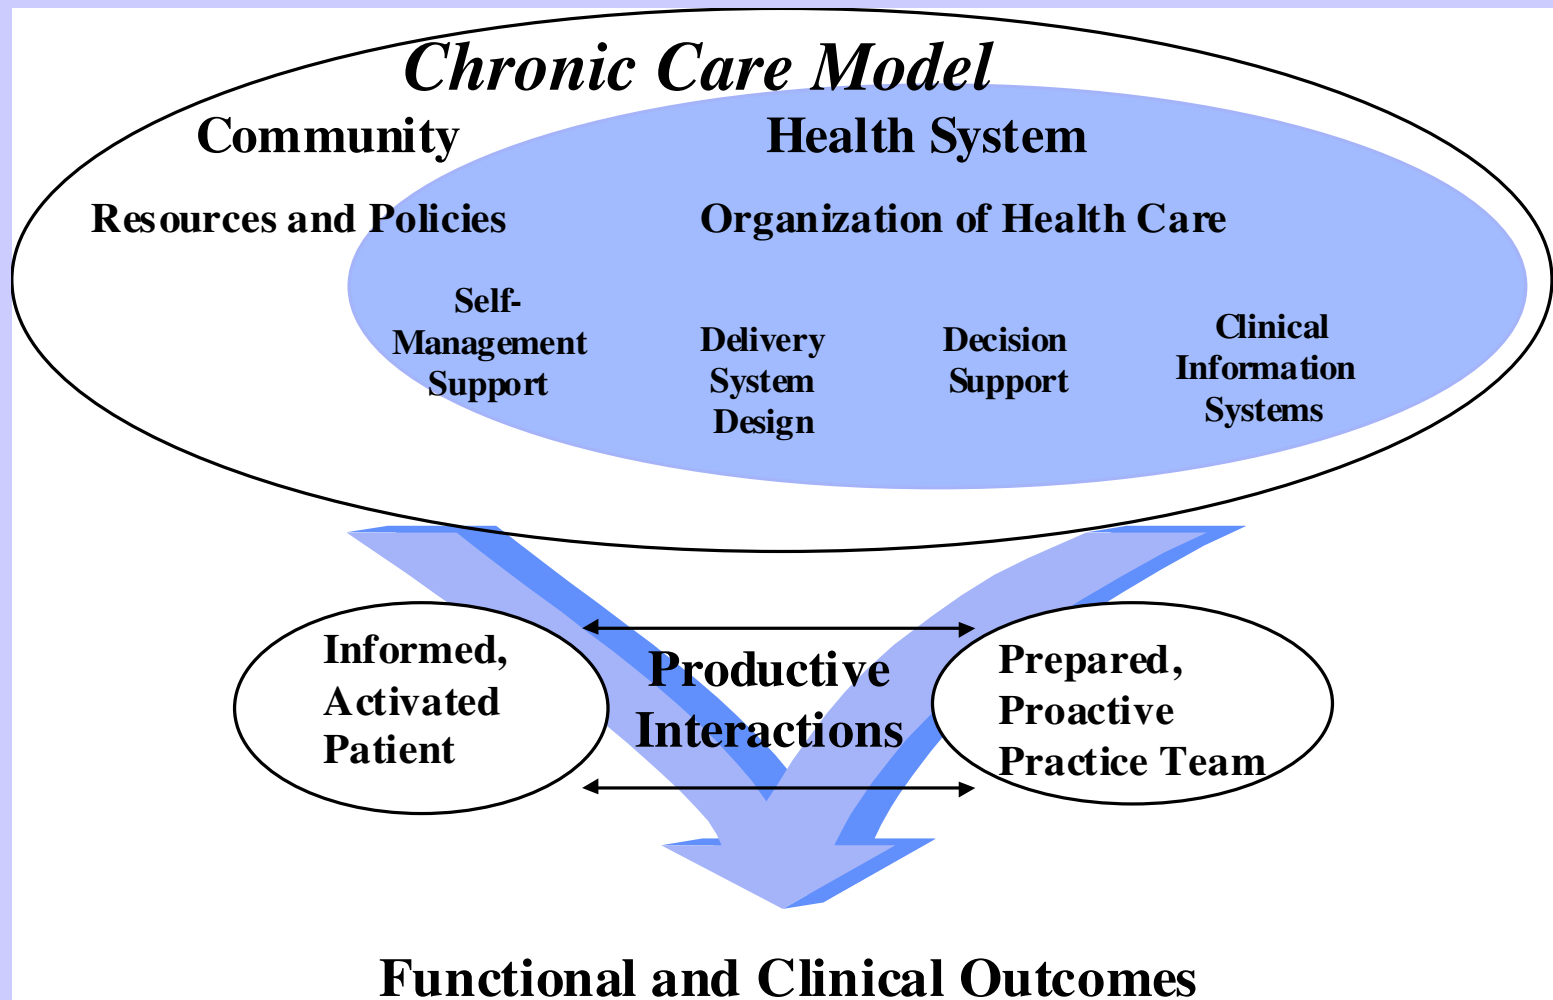 Chronic Care Model
Community
Health System
Resources and Policies
Organization of Health Care
Self-
Management
Support
Delivery
System
Design
Decision
Support
Clinical
Information
Systems
Informed,
Activated
Patient
Productive
Interactions
Prepared,
Proactive
Practice Team
Functional and Clinical Outcomes